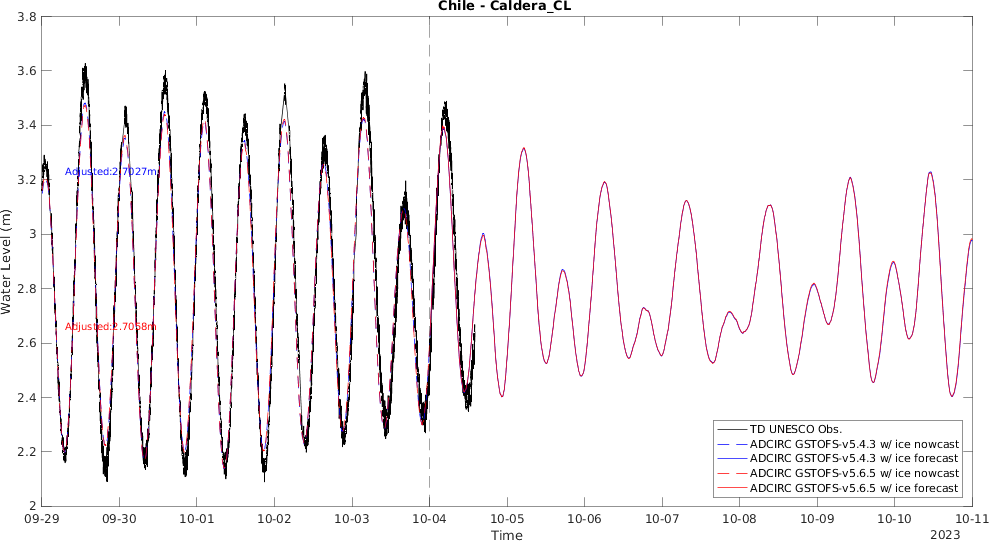 Chile - Caldera_CL
3.8
3.6
3.4
3.2
3
2.8
2.6
2.4
2.2
2
Water Level (m)
Adjusted:2.7027m
Adjusted:2.7058m
TD UNESCO Obs.
ADCIRC GSTOFS-v5.4.3 w/ ice nowcast
ADCIRC GSTOFS-v5.4.3 w/ ice forecast
ADCIRC GSTOFS-v5.6.5 w/ ice nowcast
ADCIRC GSTOFS-v5.6.5 w/ ice forecast
09-29 09-30 10-01 10-02 10-03 10-04 10-05 10-06 10-07 10-08 10-09 10-10 10-11
Time
2023